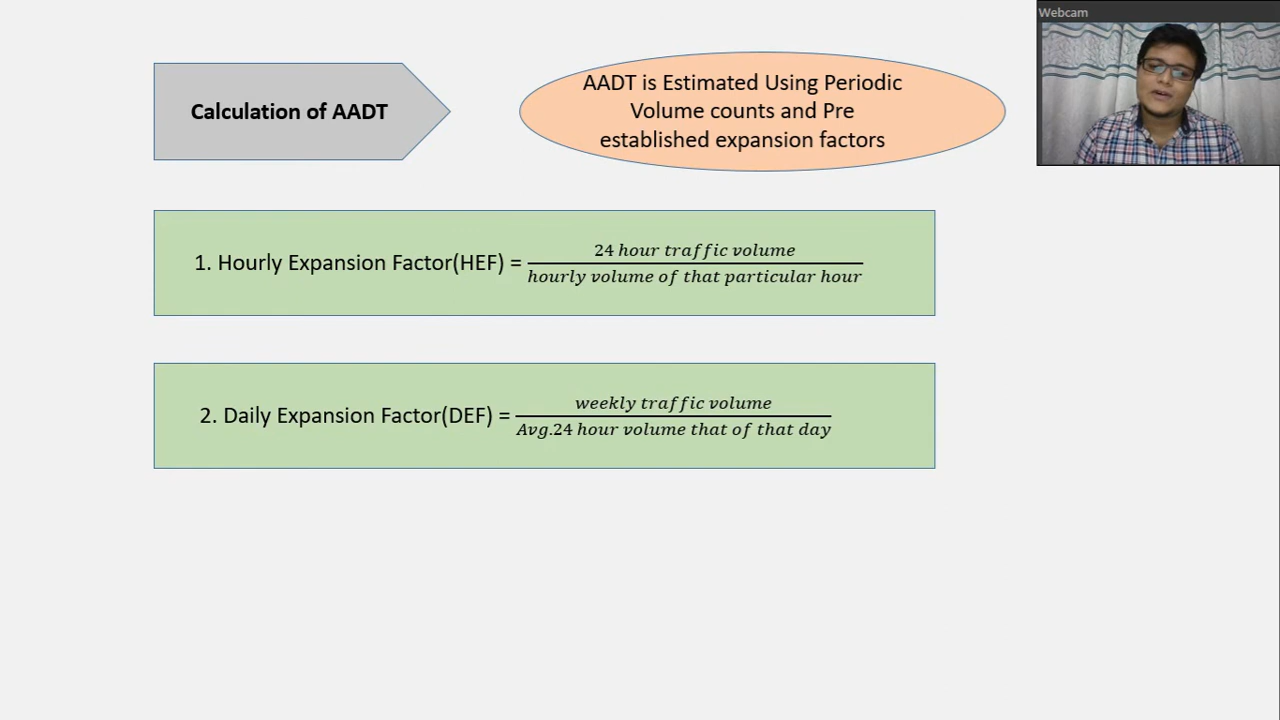 Webcam
Calculation of AADT
AADT is Estimated Using Periodic
Volume counts and Pre
established expansion factors
1. Hourly Expansion Factor(HEF) = 24 hour traffic volume / hourly volume of that particular hour
2. Daily Expansion Factor(DEF) = weekly traffic volume / Avg.24 hour volume that of that day